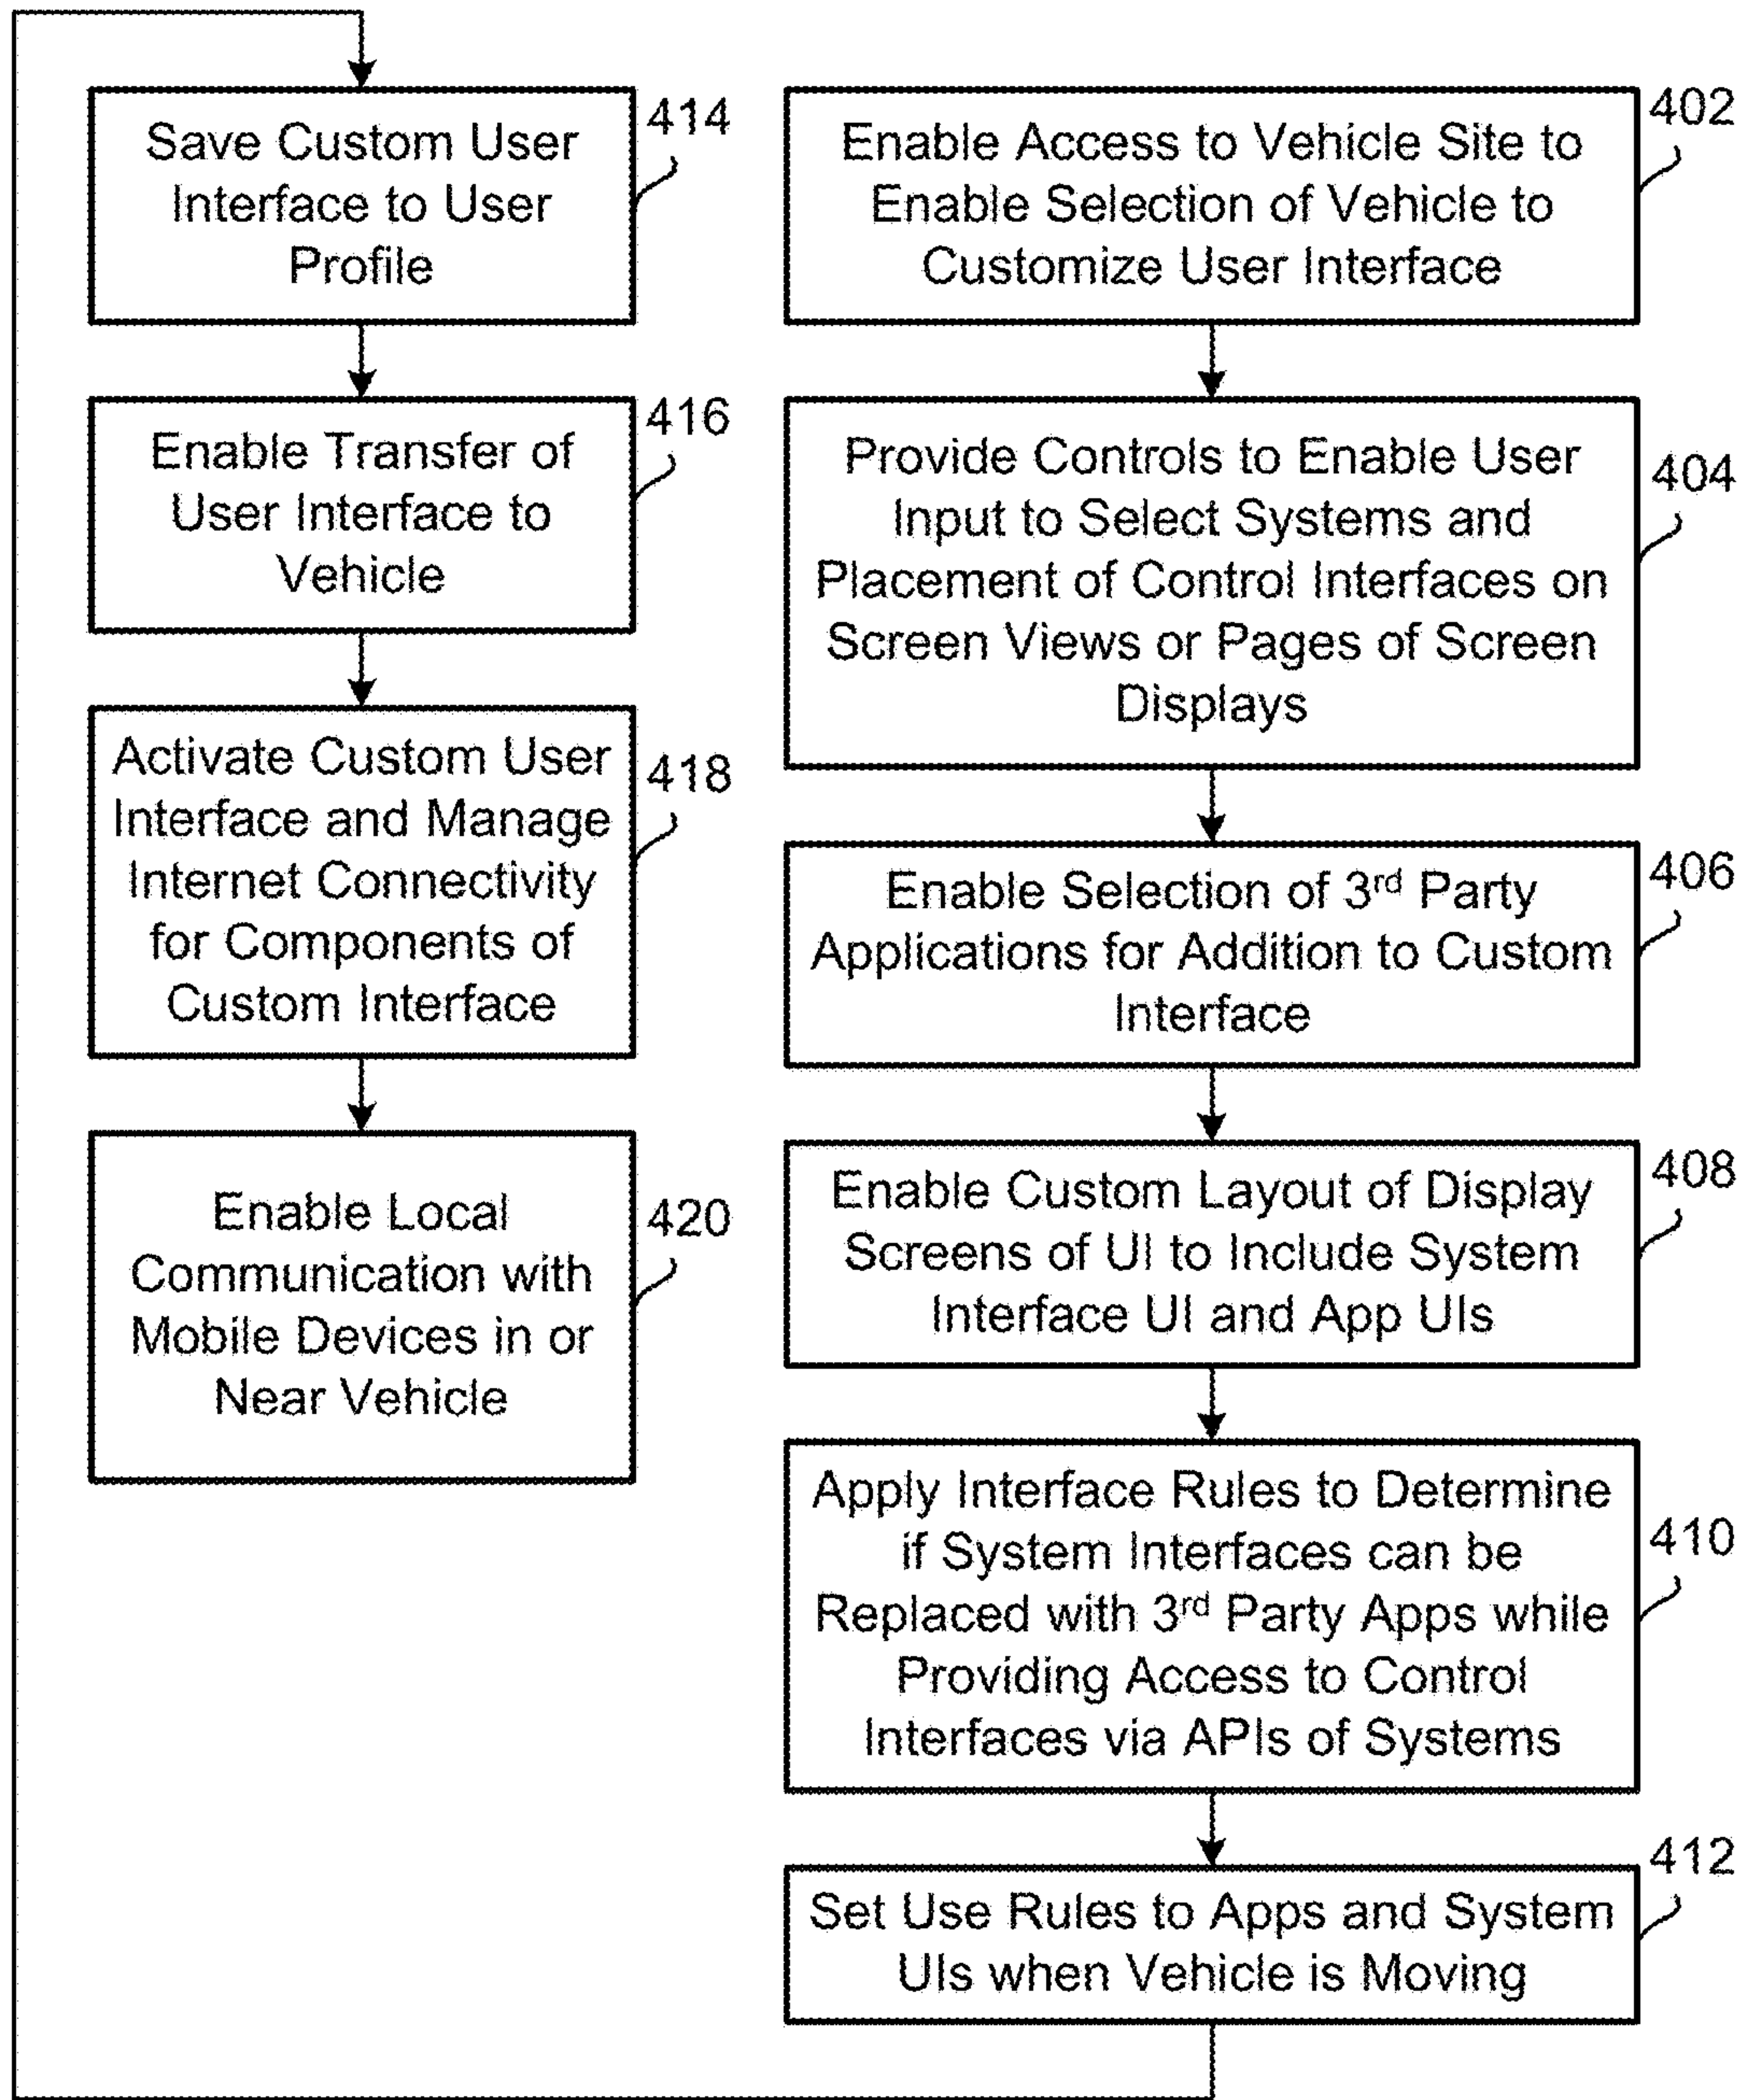 402
Enable Access to Vehicle Site to
Enable Selection of Vehicle to
Customize User Interface
404
Provide Controls to Enable User
Input to Select Systems and
Placement of Control Interfaces on
Screen Views or Pages of Screen
Displays
406
Enable Selection of 3rd Party
Applications for Addition to Custom
Interface
408
Enable Custom Layout of Display
Screens of UI to Include System
Interface UI and App UIs
410
Apply Interface Rules to Determine
if System Interfaces can be
Replaced with 3rd Party Apps while
Providing Access to Control
Interfaces via APIs of Systems
412
Set Use Rules to Apps and System
UIs when Vehicle is Moving
414
Save Custom User
Interface to User
Profile
416
Enable Transfer of
User Interface to
Vehicle
418
Activate Custom User
Interface and Manage
Internet Connectivity
for Components of
Custom Interface
420
Enable Local
Communication with
Mobile Devices in or
Near Vehicle